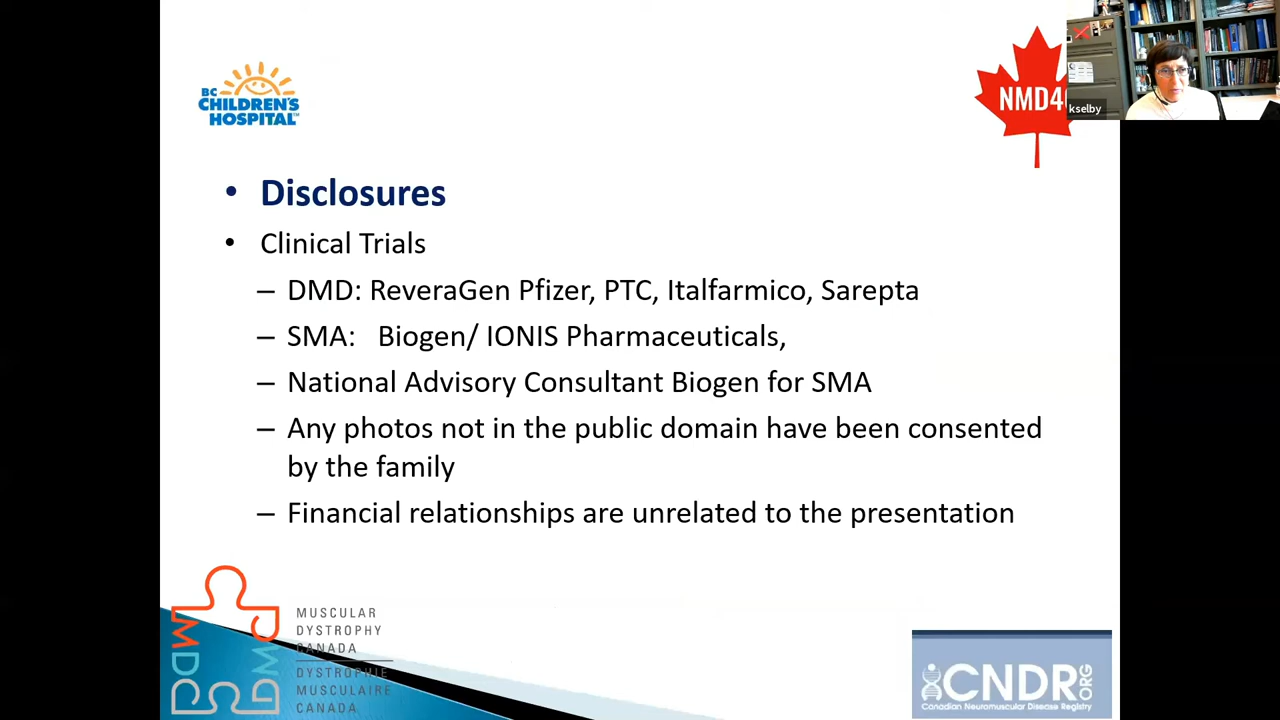 BC
CHILDREN'S
HOSPITAL
NMD4
kselby
• Disclosures
• Clinical Trials
– DMD: ReveraGen Pfizer, PTC, Italfarmico, Sarepta
– SMA: Biogen/ IONIS Pharmaceuticals,
– National Advisory Consultant Biogen for SMA
– Any photos not in the public domain have been consented
by the family
– Financial relationships are unrelated to the presentation
MDC
DMC
MUSCULAR
DYSTROPHY
CANADA
DYSTROPHIE
MUSCULAIRE
CANADA
CNDR.ORG
Canadian Neuromuscular Disease Registry